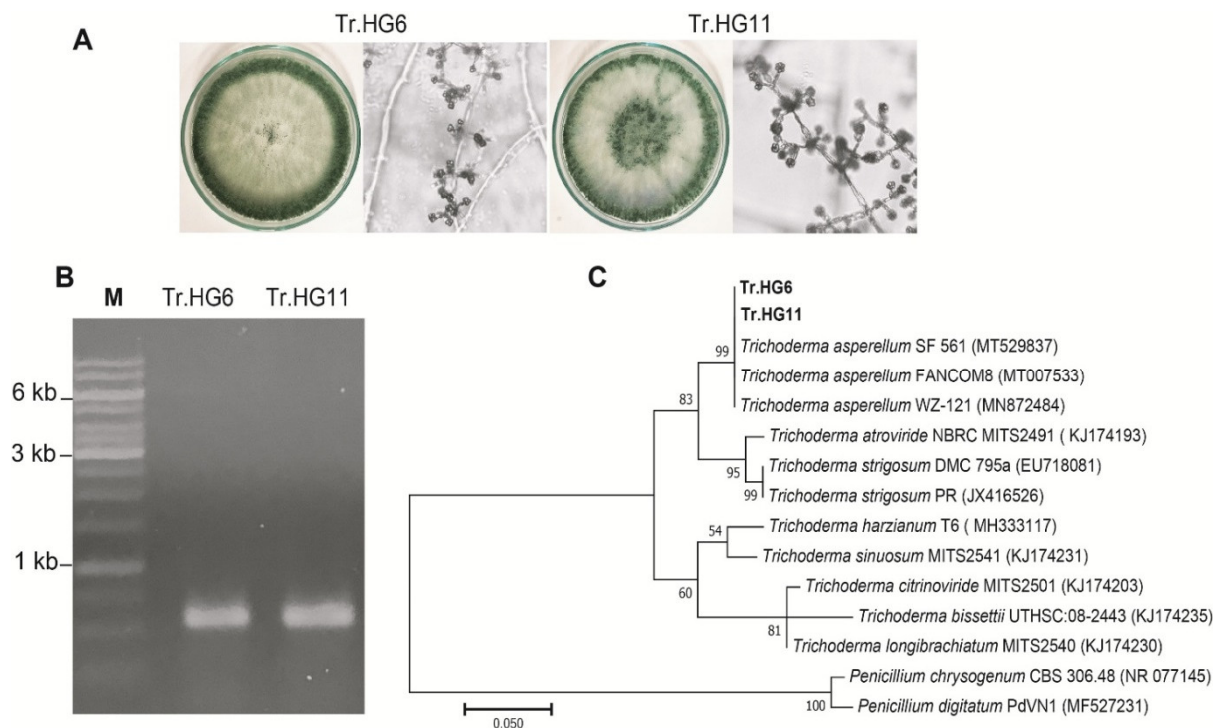 Tr.HG6 Tr.HG11
A
B
M Tr.HG6 Tr.HG11
6 kb
3 kb
1 kb
C
Tr.HG6
Tr.HG11
99
Trichoderma asperellum SF 561 (MT529837)
Trichoderma asperellum FANCOM8 (MT007533)
83
Trichoderma asperellum WZ-121 (MN872484)
Trichoderma atroviride NBRC MITS2491 ( KJ174193)
95
Trichoderma strigosum DMC 795a (EU718081)
99
Trichoderma strigosum PR (JX416526)
Trichoderma harzianum T6 ( MH333117)
54
Trichoderma sinuosum MITS2541 (KJ174231)
60
Trichoderma citrinoviride MITS2501 (KJ174203)
Trichoderma bissettii UTHSC:08-2443 (KJ174235)
81
Trichoderma longibrachiatum MITS2540 (KJ174230)
Penicillium chrysogenum CBS 306.48 (NR 077145)
100
Penicillium digitatum PdVN1 (MF527231)
0.050